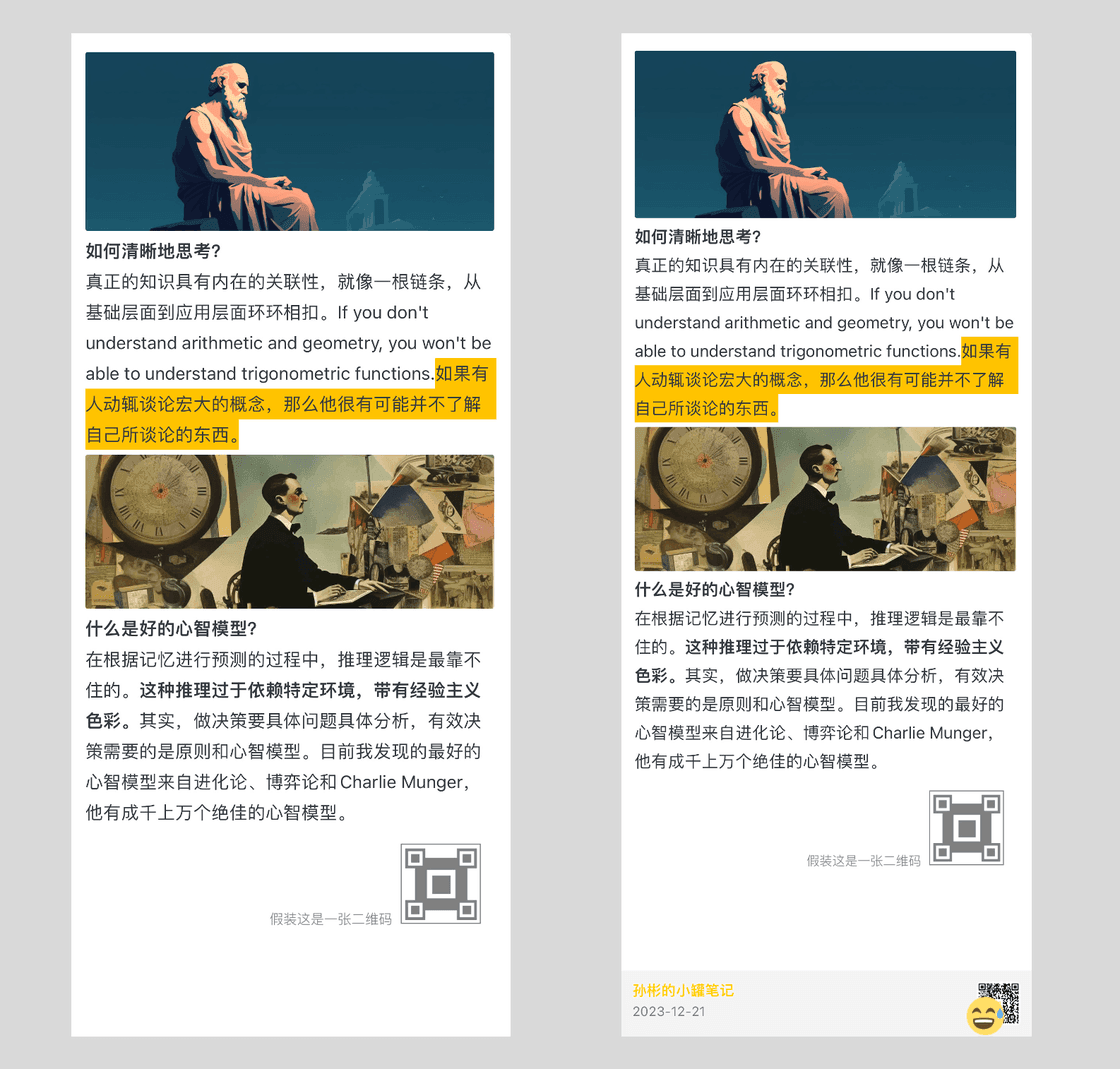 如何清晰地思考?
真正的知识具有内在的关联性，就像一根链条，从
基础层面到应用层面环环相扣。If you don't
understand arithmetic and geometry, you won't be
able to understand trigonometric functions.如果有
人动辄谈论宏大的概念，那么他很有可能并不了解
自己所谈论的东西。
什么是好的心智模型?
在根据记忆进行预测的过程中，推理逻辑是最靠不
住的。这种推理过于依赖特定环境，带有经验主义
色彩。其实，做决策要具体问题具体分析，有效决
策需要的是原则和心智模型。目前我发现的最好的
心智模型来自进化论、博弈论和 Charlie Munger，
他有成千上万个绝佳的心智模型。
假装这是一张二维码
如何清晰地思考?
真正的知识具有内在的关联性，就像一根链条，从
基础层面到应用层面环环相扣。If you don't
understand arithmetic and geometry, you won't be
able to understand trigonometric functions.如果有
人动辄谈论宏大的概念，那么他很有可能并不了解
自己所谈论的东西。
什么是好的心智模型?
在根据记忆进行预测的过程中，推理逻辑是最靠不
住的。这种推理过于依赖特定环境，带有经验主义
色彩。其实，做决策要具体问题具体分析，有效决
策需要的是原则和心智模型。目前我发现的最好的
心智模型来自进化论、博弈论和 Charlie Munger，
他有成千上万个绝佳的心智模型。
假装这是一张二维码
孙彬的小罐笔记
2023-12-21